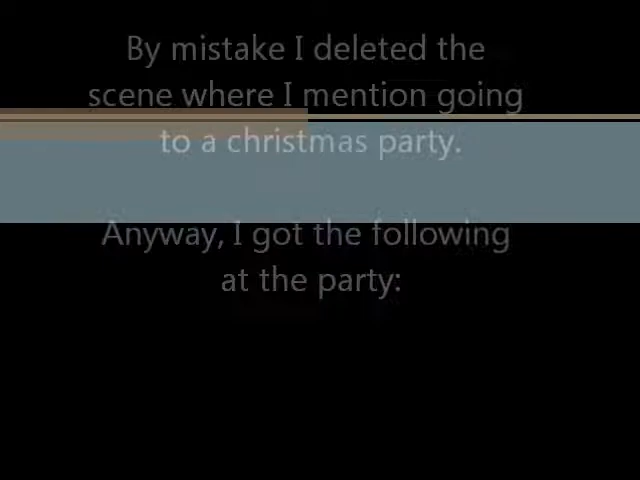 By mistake I deleted the
scene where I mention going
to a christmas party.
Anyway, I got the following
at the party: